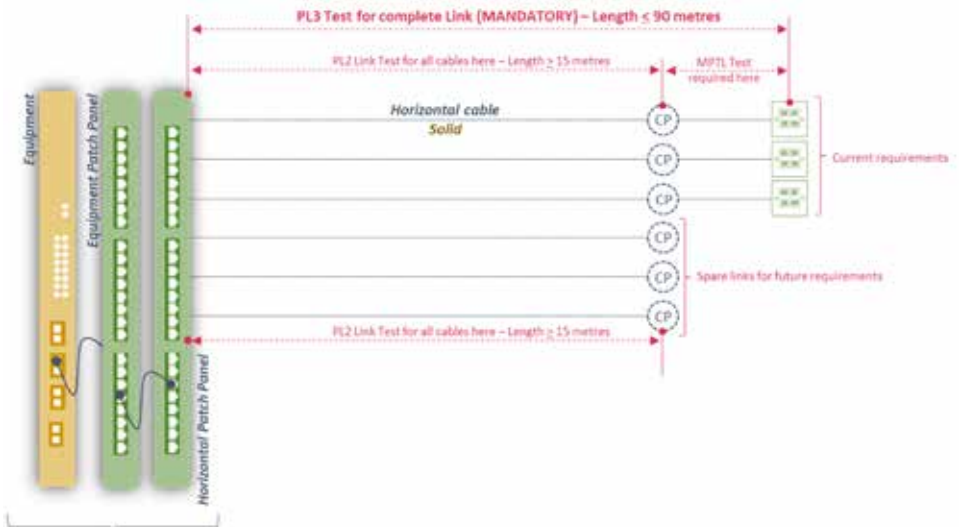 PL3 Test for complete Link (MANDATORY) – Length ≤ 90 metres
PL2 Link Test for all cables here – Length ≥ 15 metres
MPTL Test
required here
Equipment
Equipment Patch Panel
Horizontal cable
Solid
CP
CP
CP
CP
CP
CP
Current requirements
Spare links for future requirements
PL2 Link Test for all cables here – Length ≥ 15 metres
Horizontal Patch Panel